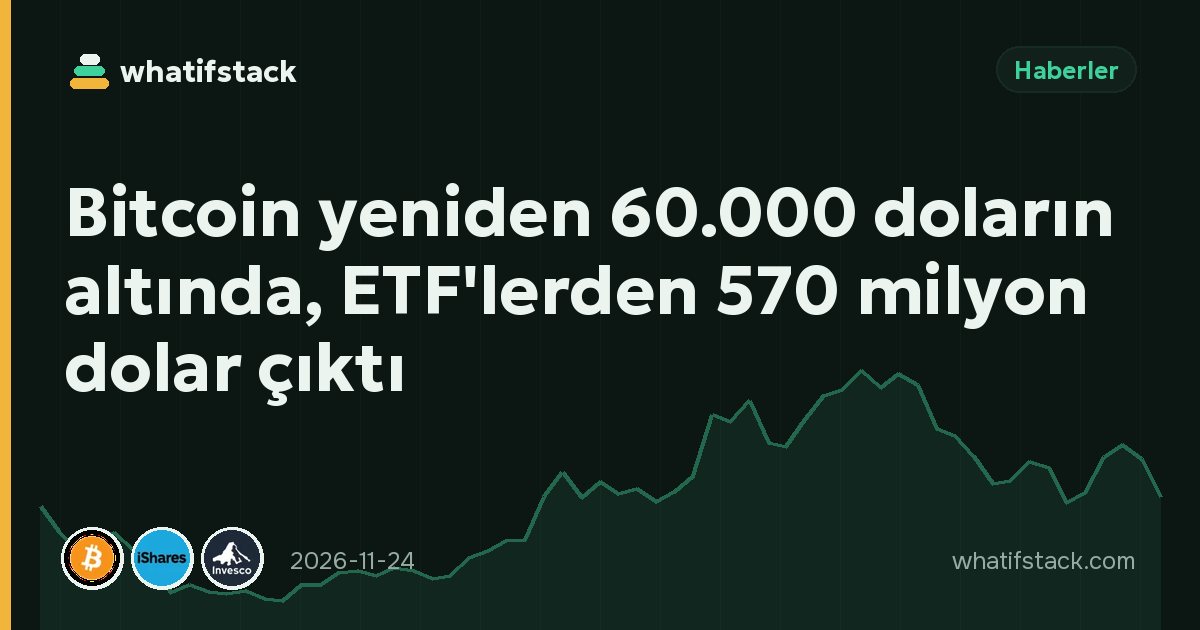 whatifstack
Haberler
Bitcoin yeniden 60.000 doların
altında, ETF'lerden 570 milyon
dolar çıktı
iShares
Invesco
2026-11-24
whatifstack.com